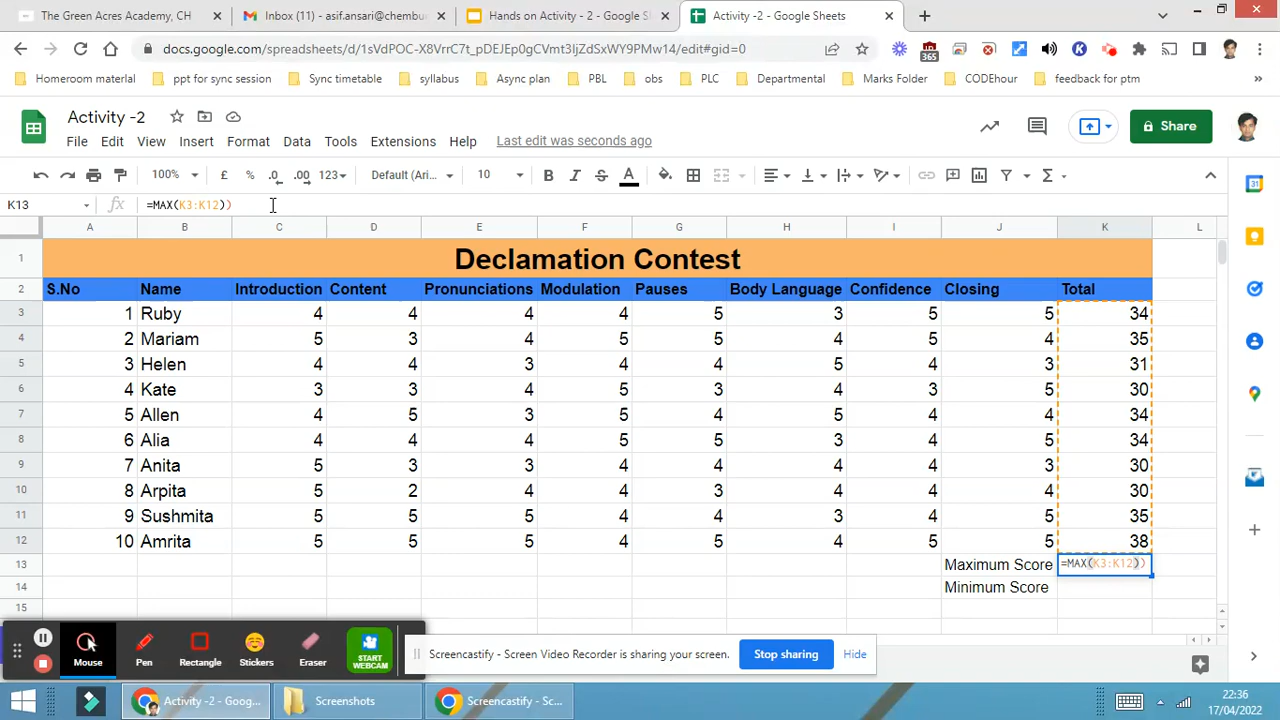 The Green Acres Academy, CH
Inbox (11) - asif.ansari@chembur
Hands on Activity - 2 - Google S
Activity -2 - Google Sheets
docs.google.com/spreadsheets/d/1sVdPOC-X8VrrC7t_pDEJEp0gCVmt3IjZdSxWY9PMw14/edit#gid=0
365
Homeroom material
ppt for sync session
Sync timetable
syllabus
Async plan
PBL
obs
PLC
Departmental
Marks Folder
CODEhour
feedback for ptm
Activity -2
File Edit View Insert Format Data Tools Extensions Help Last edit was seconds ago
Share
100% £ % .0 .00 123 Default (Ari... 10 B I S A Σ
K13 fx =MAX(K3:K12))
A B C D E F G H I J K L
1 Declamation Contest
2 S.No Name Introduction Content Pronunciations Modulation Pauses Body Language Confidence Closing Total
3 1 Ruby 4 4 4 4 5 3 5 5 34
4 2 Mariam 5 3 4 5 5 4 5 4 35
5 3 Helen 4 4 3 4 4 5 4 3 31
6 4 Kate 3 3 4 5 3 4 3 5 30
7 5 Allen 4 5 3 5 4 5 4 4 34
8 6 Alia 4 4 4 5 5 3 4 5 34
9 7 Anita 5 3 3 4 4 4 4 3 30
10 8 Arpita 5 2 4 4 3 4 4 4 30
11 9 Sushmita 5 5 5 4 4 3 4 5 35
12 10 Amrita 5 5 5 4 5 4 5 5 38
13 Maximum Score =MAX(K3:K12))
14 Minimum Score
15
Mouse Pen Rectangle Stickers Eraser START WEBCAM
Screencastify - Screen Video Recorder is sharing your screen. Stop sharing Hide
Activity -2 - Goog...
Screenshots
Screencastify - Sc...
22:36
17/04/2022